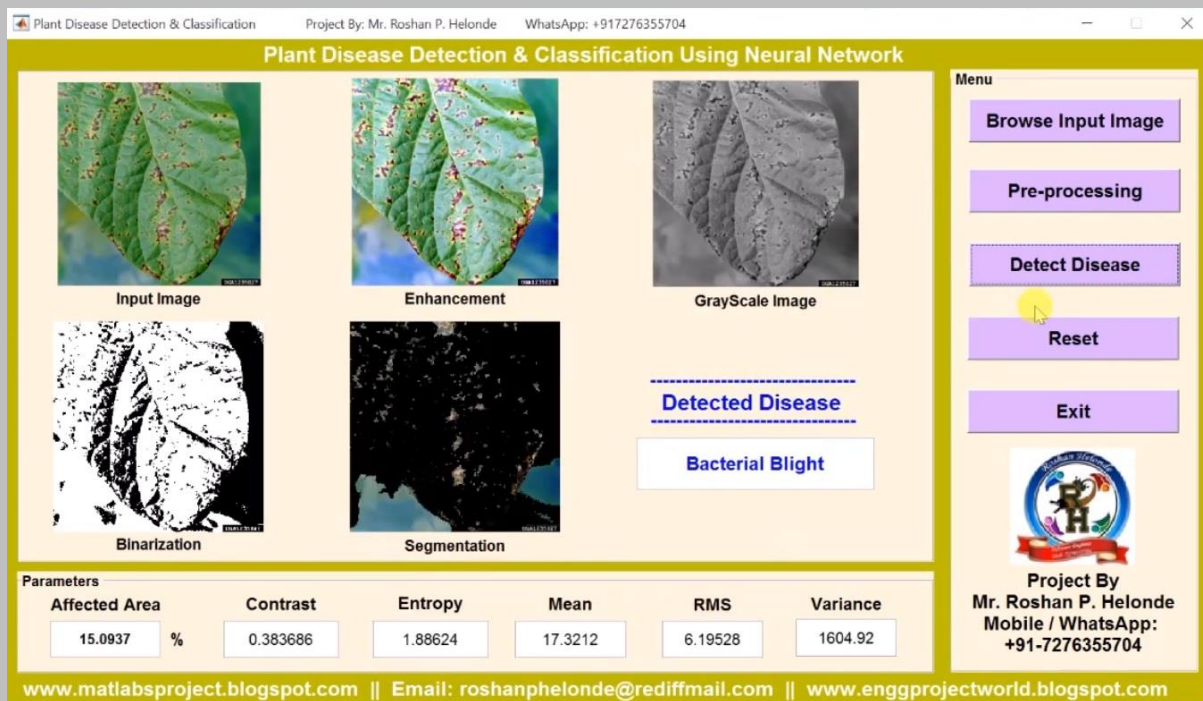 Plant Disease Detection & Classification Project By: Mr. Roshan P. Helonde WhatsApp: +917276355704
Plant Disease Detection & Classification Using Neural Network
Input Image
Enhancement
GrayScale Image
Binarization
Segmentation
Detected Disease
Bacterial Blight
Menu
Browse Input Image
Pre-processing
Detect Disease
Reset
Exit
Roshan Helonde
RH
Project By
Mr. Roshan P. Helonde
Mobile / WhatsApp:
+91-7276355704
Parameters
Affected Area Contrast Entropy Mean RMS Variance
15.0937 % 0.383686 1.88624 17.3212 6.19528 1604.92
www.matlabsproject.blogspot.com || Email: roshanphelonde@rediffmail.com || www.enggprojectworld.blogspot.com